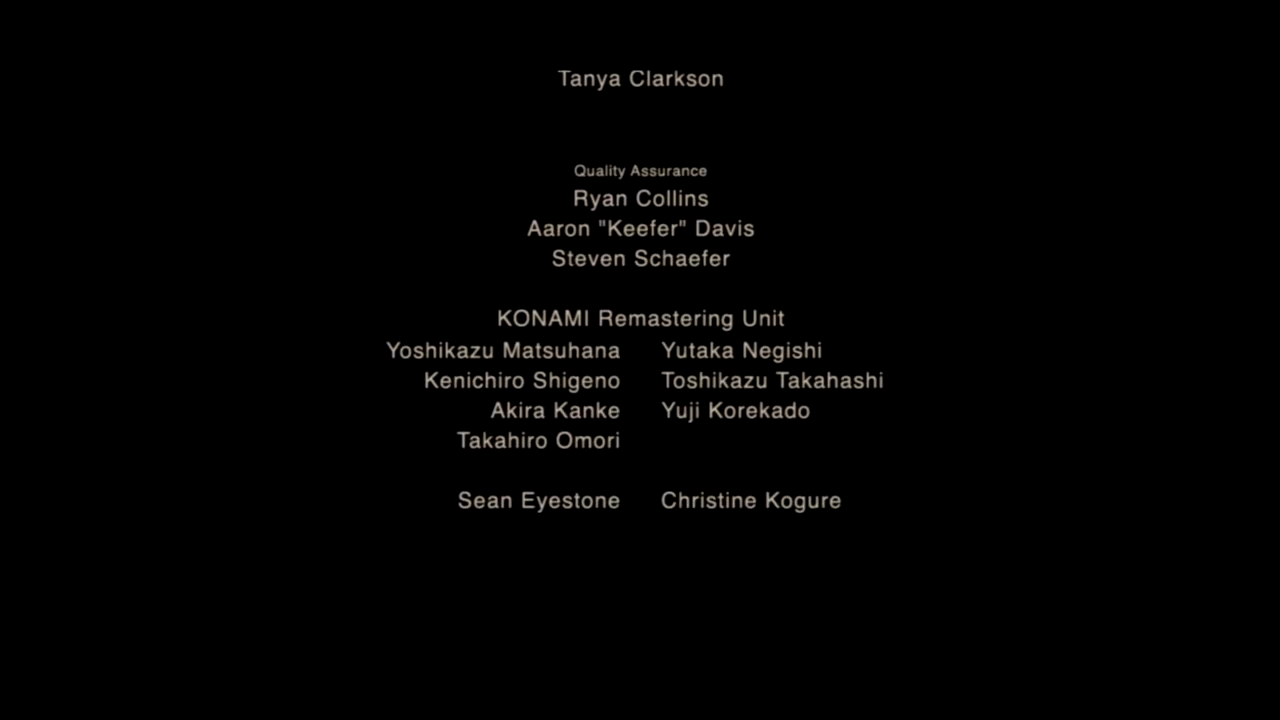 Tanya Clarkson
Quality Assurance
Ryan Collins
Aaron "Keefer" Davis
Steven Schaefer
KONAMI Remastering Unit
Yoshikazu Matsuhana Yutaka Negishi
Kenichiro Shigeno Toshikazu Takahashi
Akira Kanke Yuji Korekado
Takahiro Omori
Sean Eyestone Christine Kogure